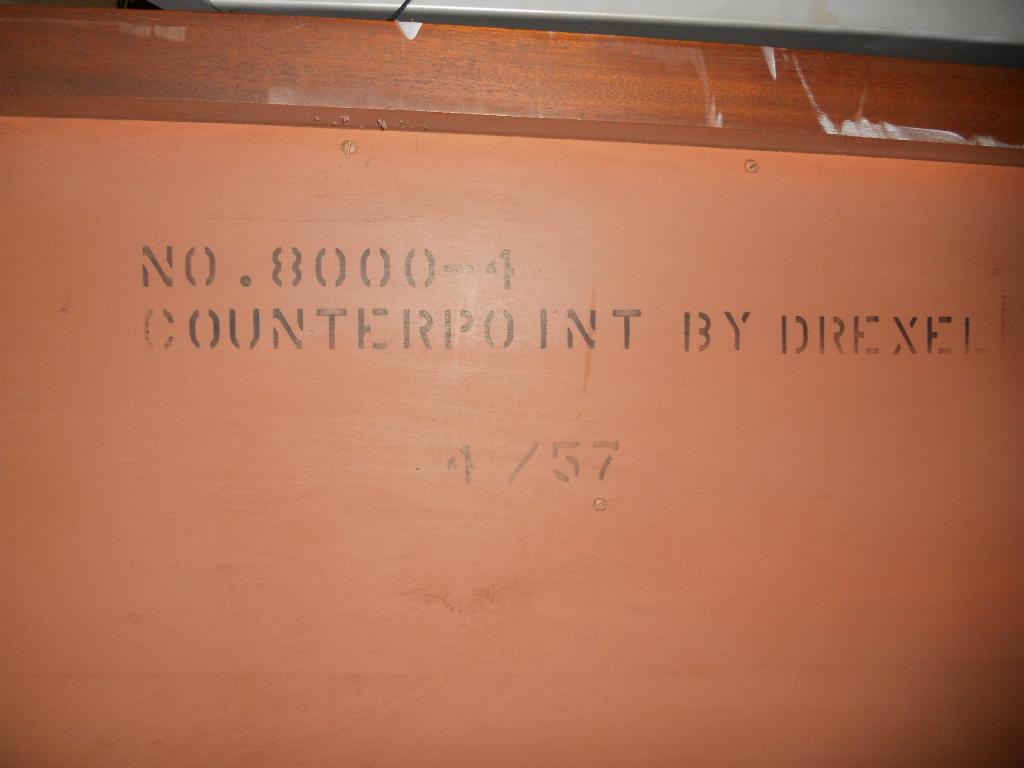 NO.8000-4
COUNTERPOINT BY DREXEL
4/57